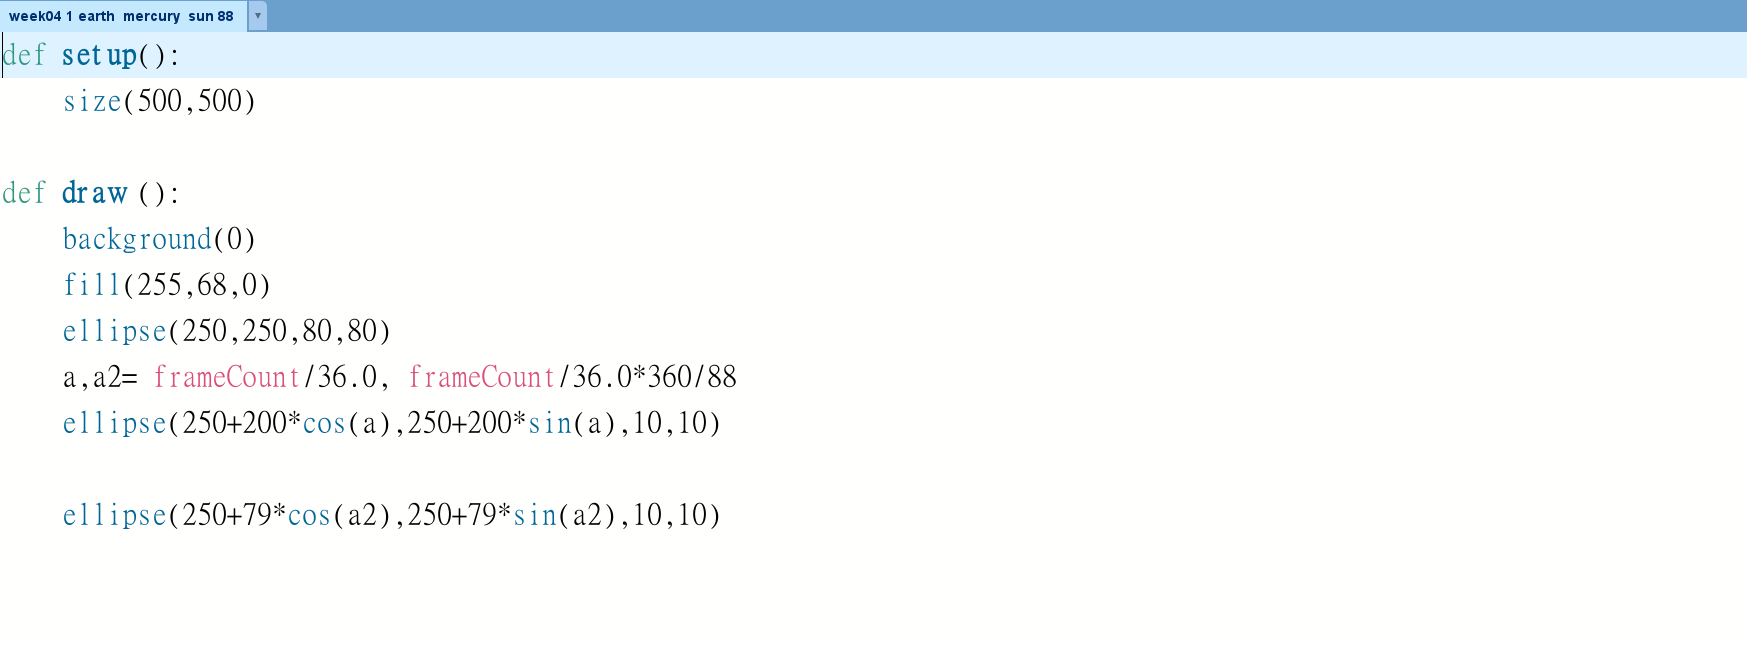 week04 1 earth mercury sun 88
def setup():
    size(500,500)
def draw ():
    background(0)
    fill(255,68,0)
    ellipse(250,250,80,80)
    a,a2= frameCount/36.0, frameCount/36.0*360/88
    ellipse(250+200*cos(a),250+200*sin(a),10,10)
    ellipse(250+79*cos(a2),250+79*sin(a2),10,10)